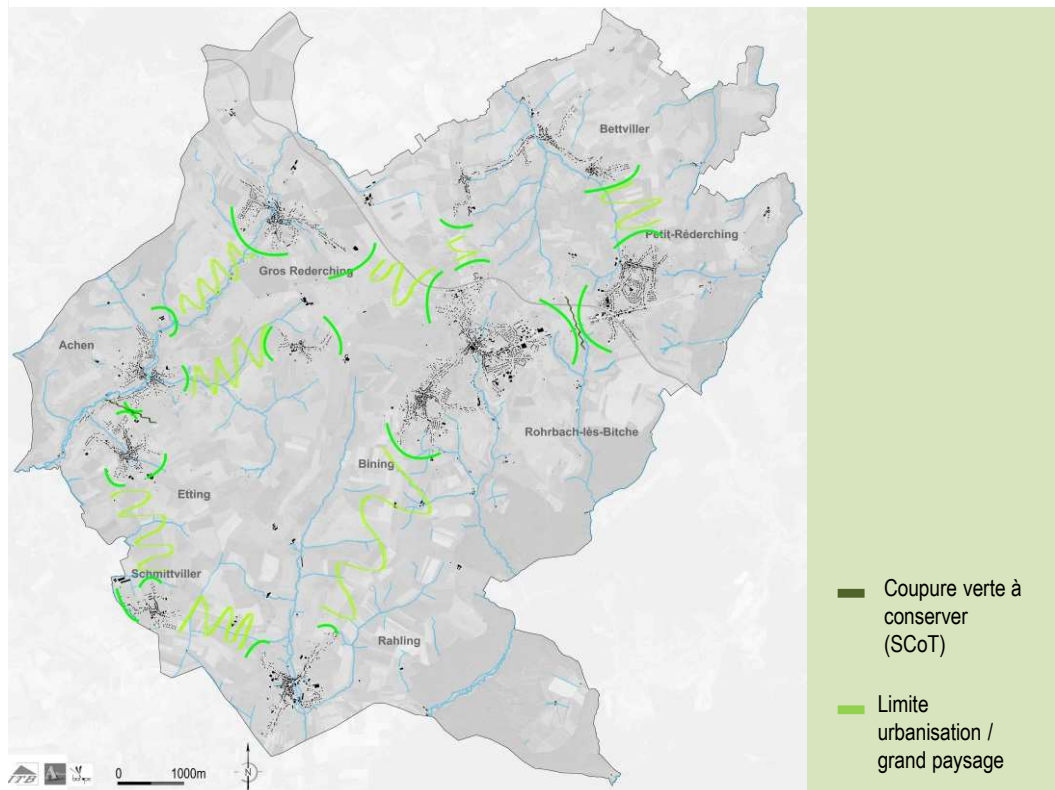 Bettviller
Petit-Réderching
Gros Rederching
Achen
Rohrbach-lès-Bitche
Bining
Etting
Schmittviller
Rahling
Coupure verte à
conserver
(SCoT)
Limite
urbanisation /
grand paysage
0 1000m
N